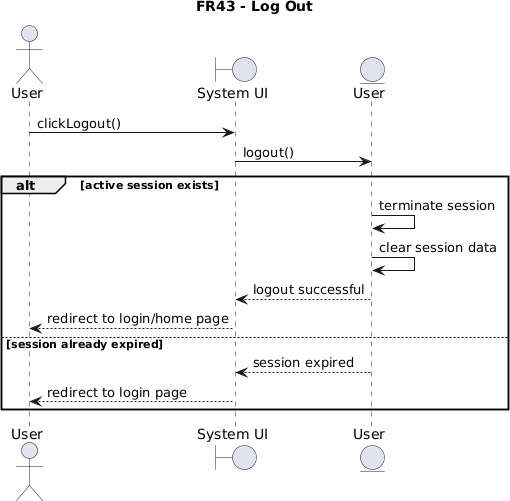 FR43 - Log Out
User
System UI
User
clickLogout()
logout()
alt
[active session exists]
terminate session
clear session data
logout successful
redirect to login/home page
[session already expired]
session expired
redirect to login page
User
System UI
User